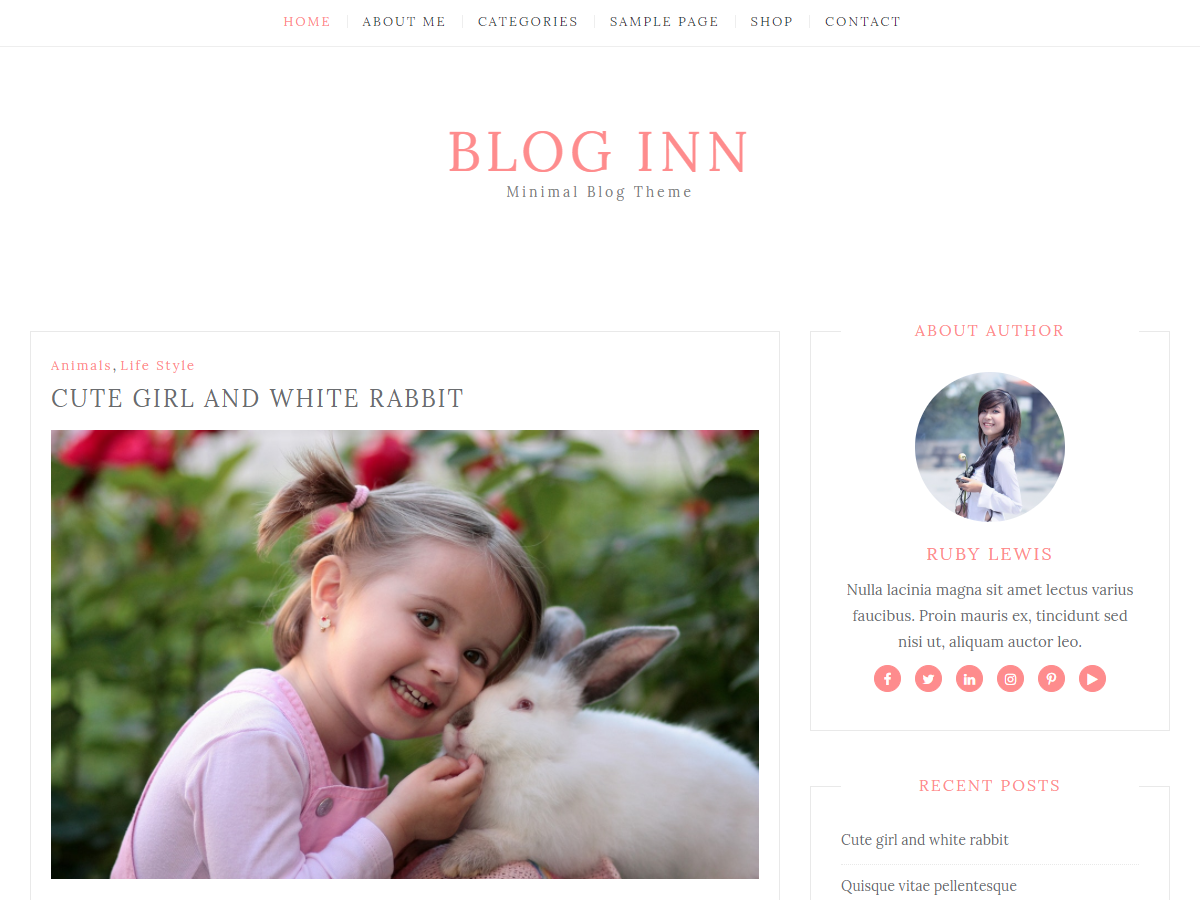 HOME ABOUT ME CATEGORIES SAMPLE PAGE SHOP CONTACT
BLOG INN
Minimal Blog Theme
Animals, Life Style
CUTE GIRL AND WHITE RABBIT
ABOUT AUTHOR
RUBY LEWIS
Nulla lacinia magna sit amet lectus varius
faucibus. Proin mauris ex, tincidunt sed
nisi ut, aliquam auctor leo.
RECENT POSTS
Cute girl and white rabbit
Quisque vitae pellentesque